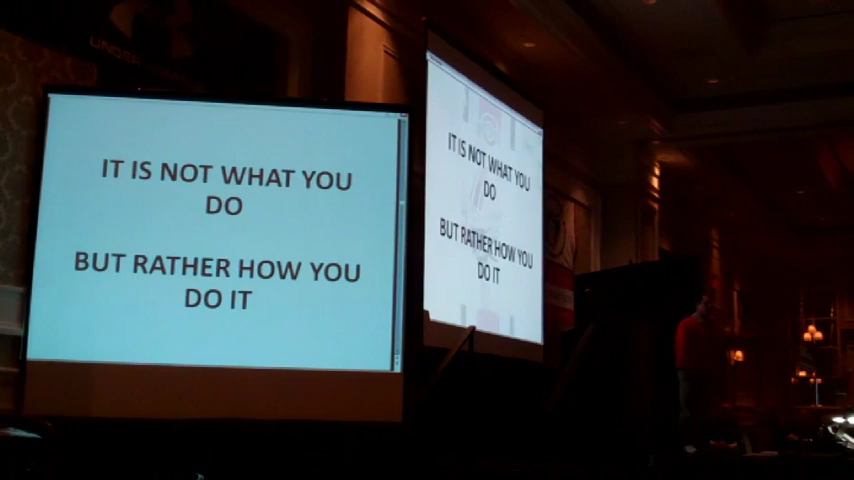 UNDER
IT IS NOT WHAT YOU
DO
BUT RATHER HOW YOU
DO IT
IT IS NOT WHAT YOU
DO
BUT RATHER HOW YOU
DO IT